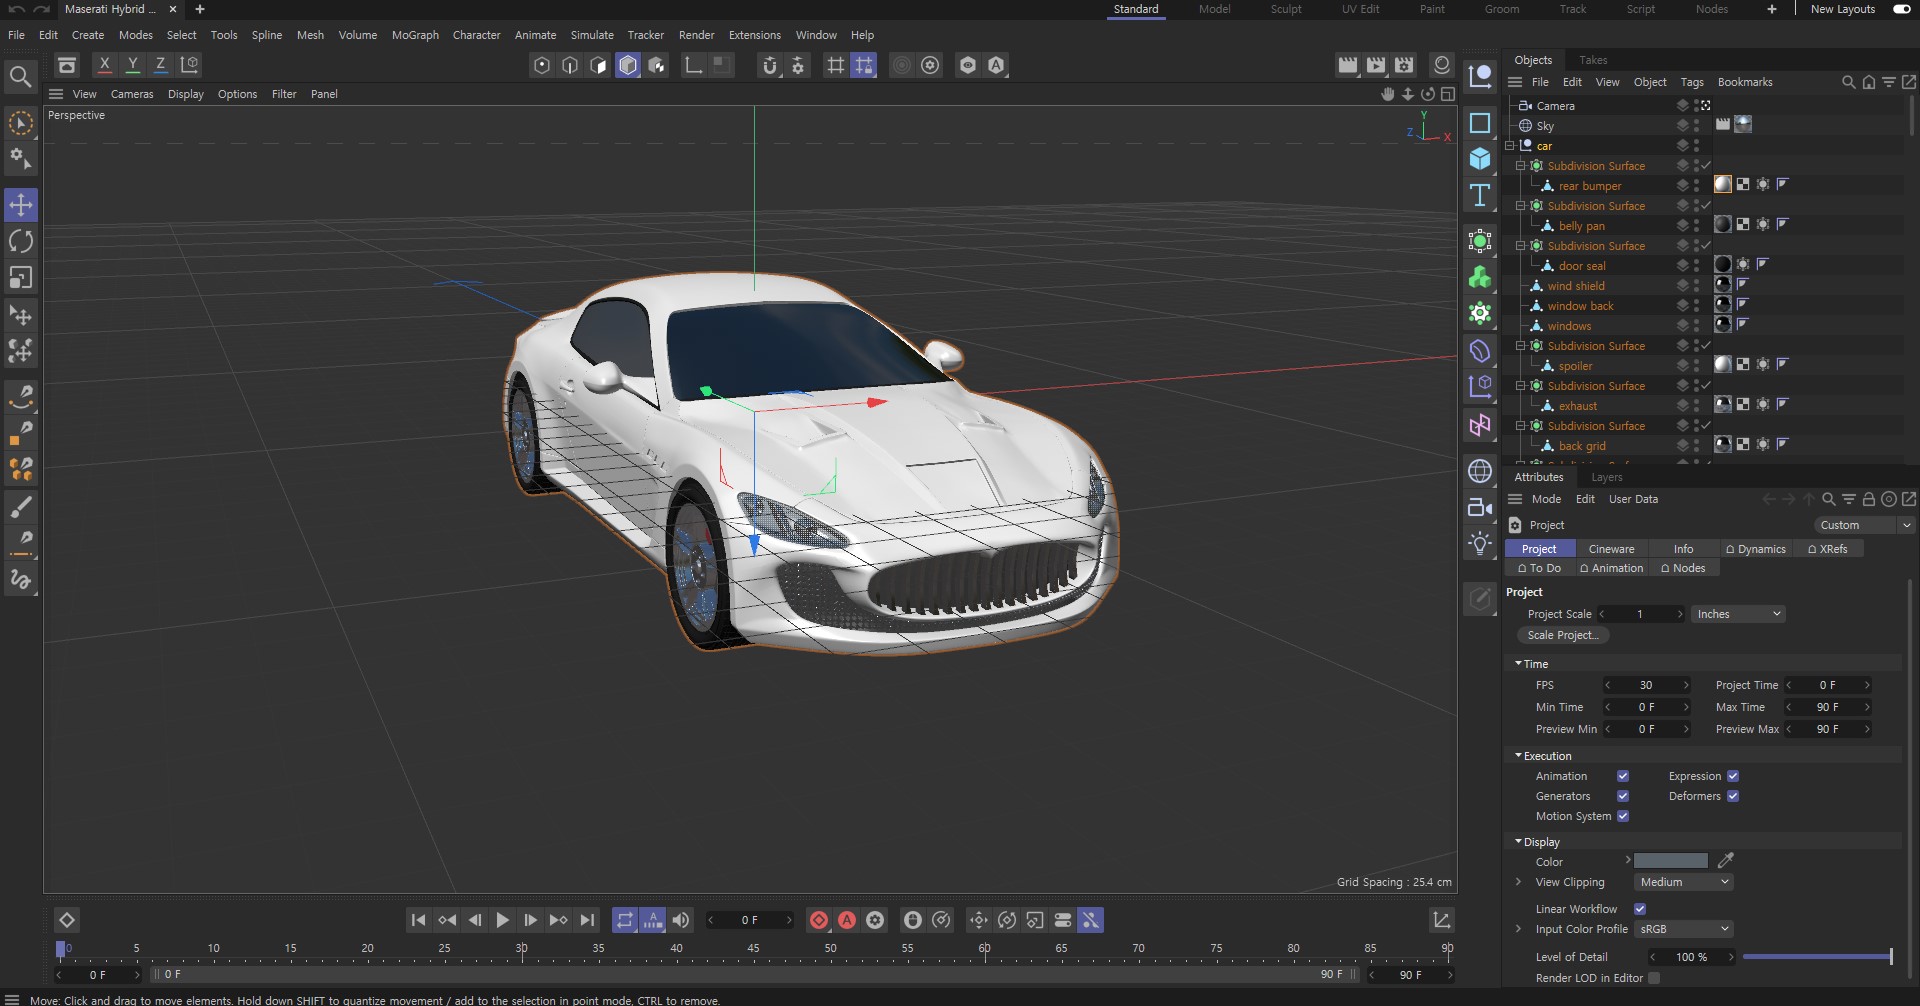 Maserati Hybrid ...
Standard Model Sculpt UV Edit Paint Groom Track Script Nodes New Layouts
File Edit Create Modes Select Tools Spline Mesh Volume MoGraph Character Animate Simulate Tracker Render Extensions Window Help
X Y Z
View Cameras Display Options Filter Panel
Perspective
Y
Z X
Grid Spacing : 25.4 cm
Objects Takes
File Edit View Object Tags Bookmarks
Camera
Sky
car
Subdivision Surface
rear bumper
Subdivision Surface
belly pan
Subdivision Surface
door seal
wind shield
window back
windows
Subdivision Surface
spoiler
Subdivision Surface
exhaust
Subdivision Surface
back grid
Attributes Layers
Mode Edit User Data
Project Custom
Project Cineware Info Dynamics XRefs
To Do Animation Nodes
Project
Project Scale 1 Inches
Scale Project...
Time
FPS 30 Project Time 0 F
Min Time 0 F Max Time 90 F
Preview Min 0 F Preview Max 90 F
Execution
Animation Expression
Generators Deformers
Motion System
Display
Color
View Clipping Medium
Linear Workflow
Input Color Profile sRGB
Level of Detail 100 %
Render LOD in Editor
0 F
0 5 10 15 20 25 30 35 40 45 50 55 60 65 70 75 80 85 90
0 F 0 F 90 F 90 F
Move: Click and drag to move elements. Hold down SHIFT to quantize movement / add to the selection in point mode, CTRL to remove.